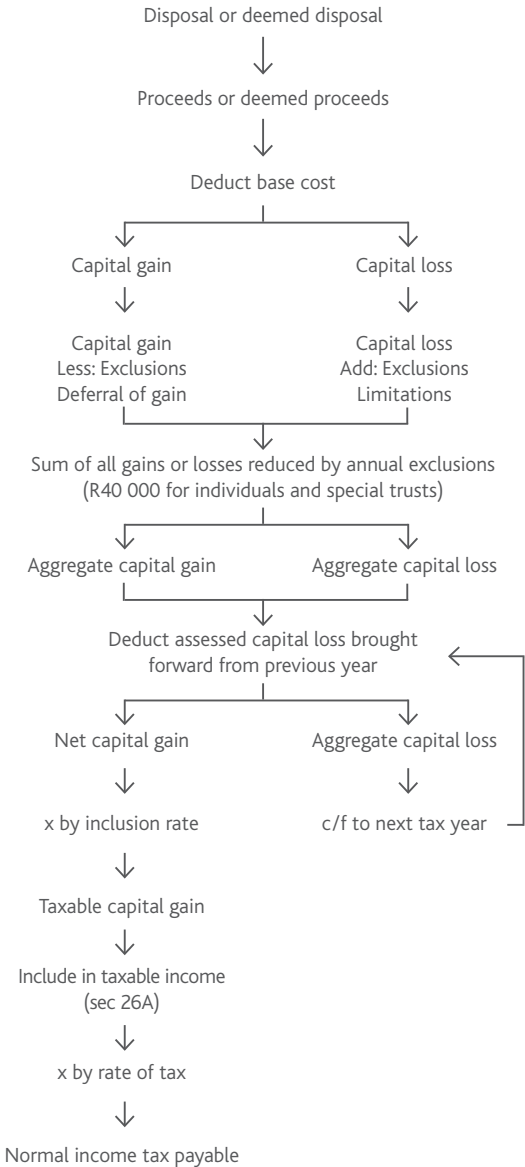 Disposal or deemed disposal
Proceeds or deemed proceeds
Deduct base cost
Capital gain
Capital loss
Capital gain
Less: Exclusions
Deferral of gain
Capital loss
Add: Exclusions
Limitations
Sum of all gains or losses reduced by annual exclusions
(R40 000 for individuals and special trusts)
Aggregate capital gain
Aggregate capital loss
Deduct assessed capital loss brought
forward from previous year
Net capital gain
Aggregate capital loss
x by inclusion rate
c/f to next tax year
Taxable capital gain
Include in taxable income
(sec 26A)
x by rate of tax
Normal income tax payable